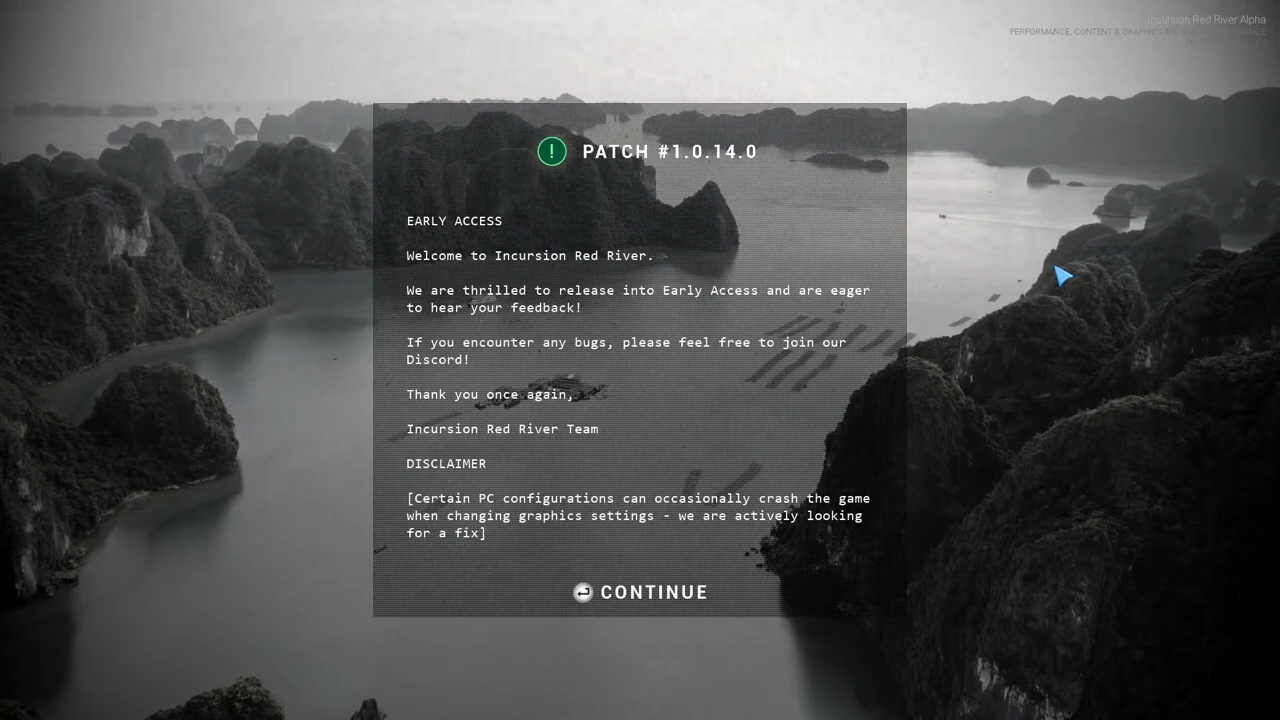 Incursion Red River Alpha
PERFORMANCE, CONTENT & GRAPHICS
!
PATCH #1.0.14.0
EARLY ACCESS
Welcome to Incursion Red River.
We are thrilled to release into Early Access and are eager
to hear your feedback!
If you encounter any bugs, please feel free to join our
Discord!
Thank you once again,
Incursion Red River Team
DISCLAIMER
[Certain PC configurations can occasionally crash the game
when changing graphics settings - we are actively looking
for a fix]
CONTINUE